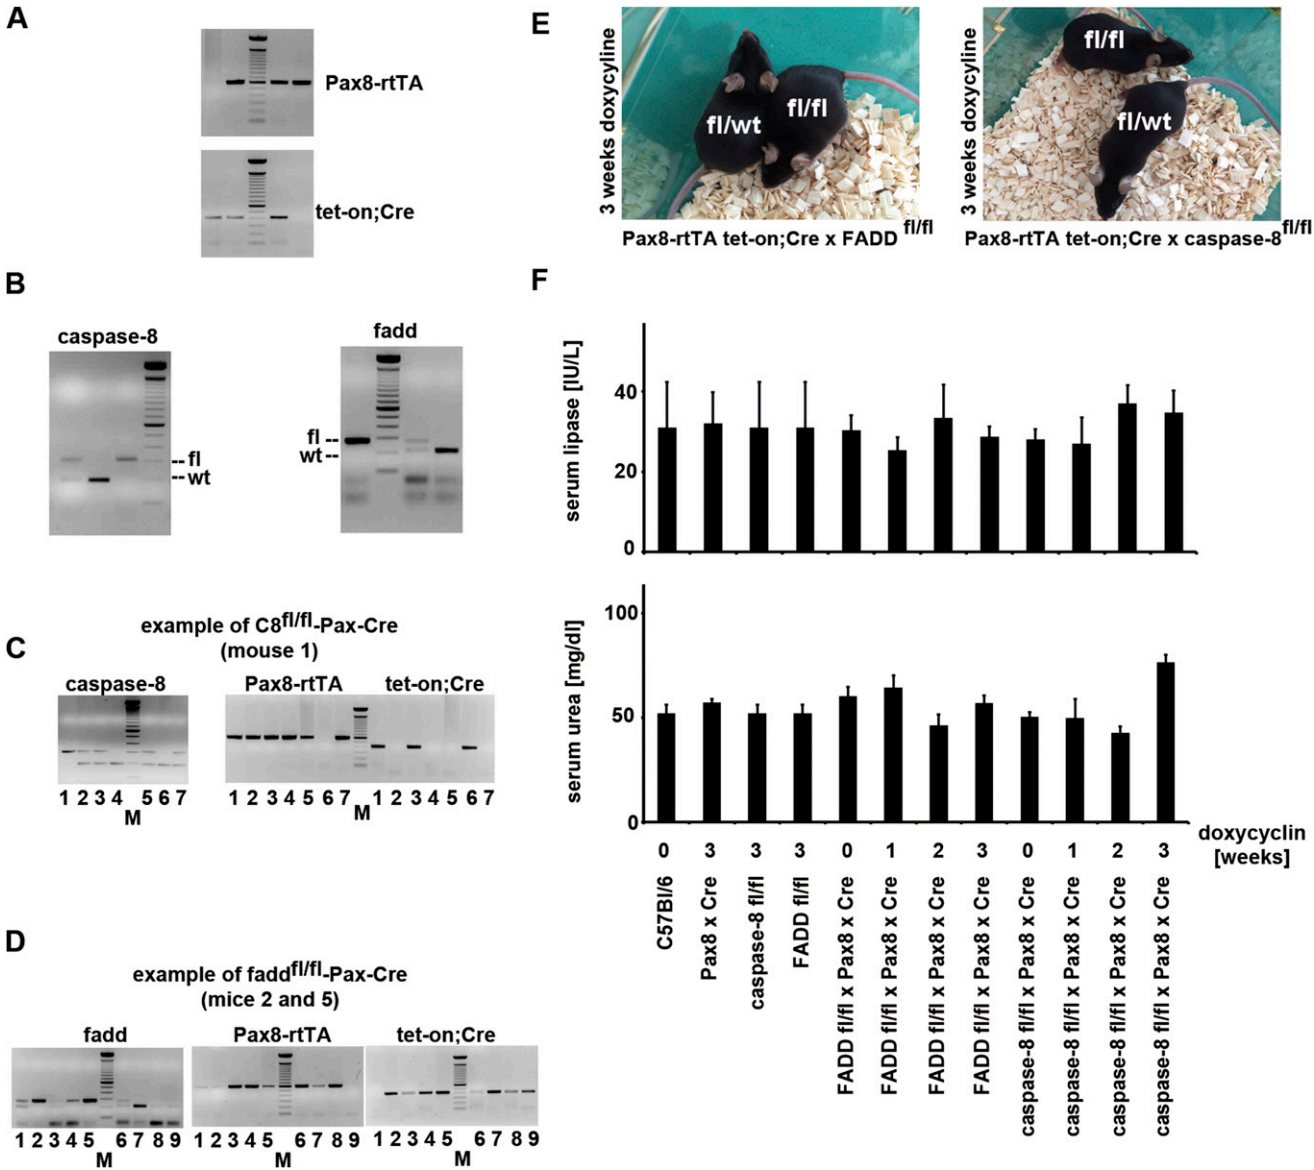 A
Pax8-rtTA
tet-on;Cre
B
caspase-8
fl
wt
fadd
fl
wt
C
example of C8fl/fl-Pax-Cre
(mouse 1)
caspase-8
Pax8-rtTA
tet-on;Cre
1 2 3 4 5 6 7
M
1 2 3 4 5 6 7
M
1 2 3 4 5 6 7
D
example of faddfl/fl-Pax-Cre
(mice 2 and 5)
fadd
Pax8-rtTA
tet-on;Cre
1 2 3 4 5 6 7 8 9
M
1 2 3 4 5 6 7 8 9
M
1 2 3 4 5 6 7 8 9
M
E
3 weeks doxycyline
fl/wt
fl/fl
Pax8-rtTA tet-on;Cre x FADD fl/fl
3 weeks doxycyline
fl/fl
fl/wt
Pax8-rtTA tet-on;Cre x caspase-8fl/fl
F
serum lipase [IU/L]
40
20
0
serum urea [mg/dl]
100
50
0
0 3 3 3 0 1 2 3 0 1 2 3
doxycyclin
[weeks]
C57Bl/6
Pax8 x Cre
caspase-8 fl/fl
FADD fl/fl
FADD fl/fl x Pax8 x Cre
FADD fl/fl x Pax8 x Cre
FADD fl/fl x Pax8 x Cre
FADD fl/fl x Pax8 x Cre
caspase-8 fl/fl x Pax8 x Cre
caspase-8 fl/fl x Pax8 x Cre
caspase-8 fl/fl x Pax8 x Cre
caspase-8 fl/fl x Pax8 x Cre